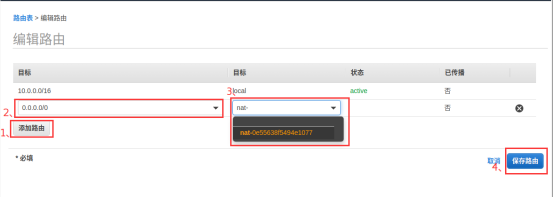 路由表 > 编辑路由
编辑路由
目标 目标 状态 已传播
10.0.0.0/16 local active 否
2、 0.0.0.0/0 3、 nat- 否
1、 添加路由 nat-0e55638f5494e1077
* 必填 取消 4、 保存路由